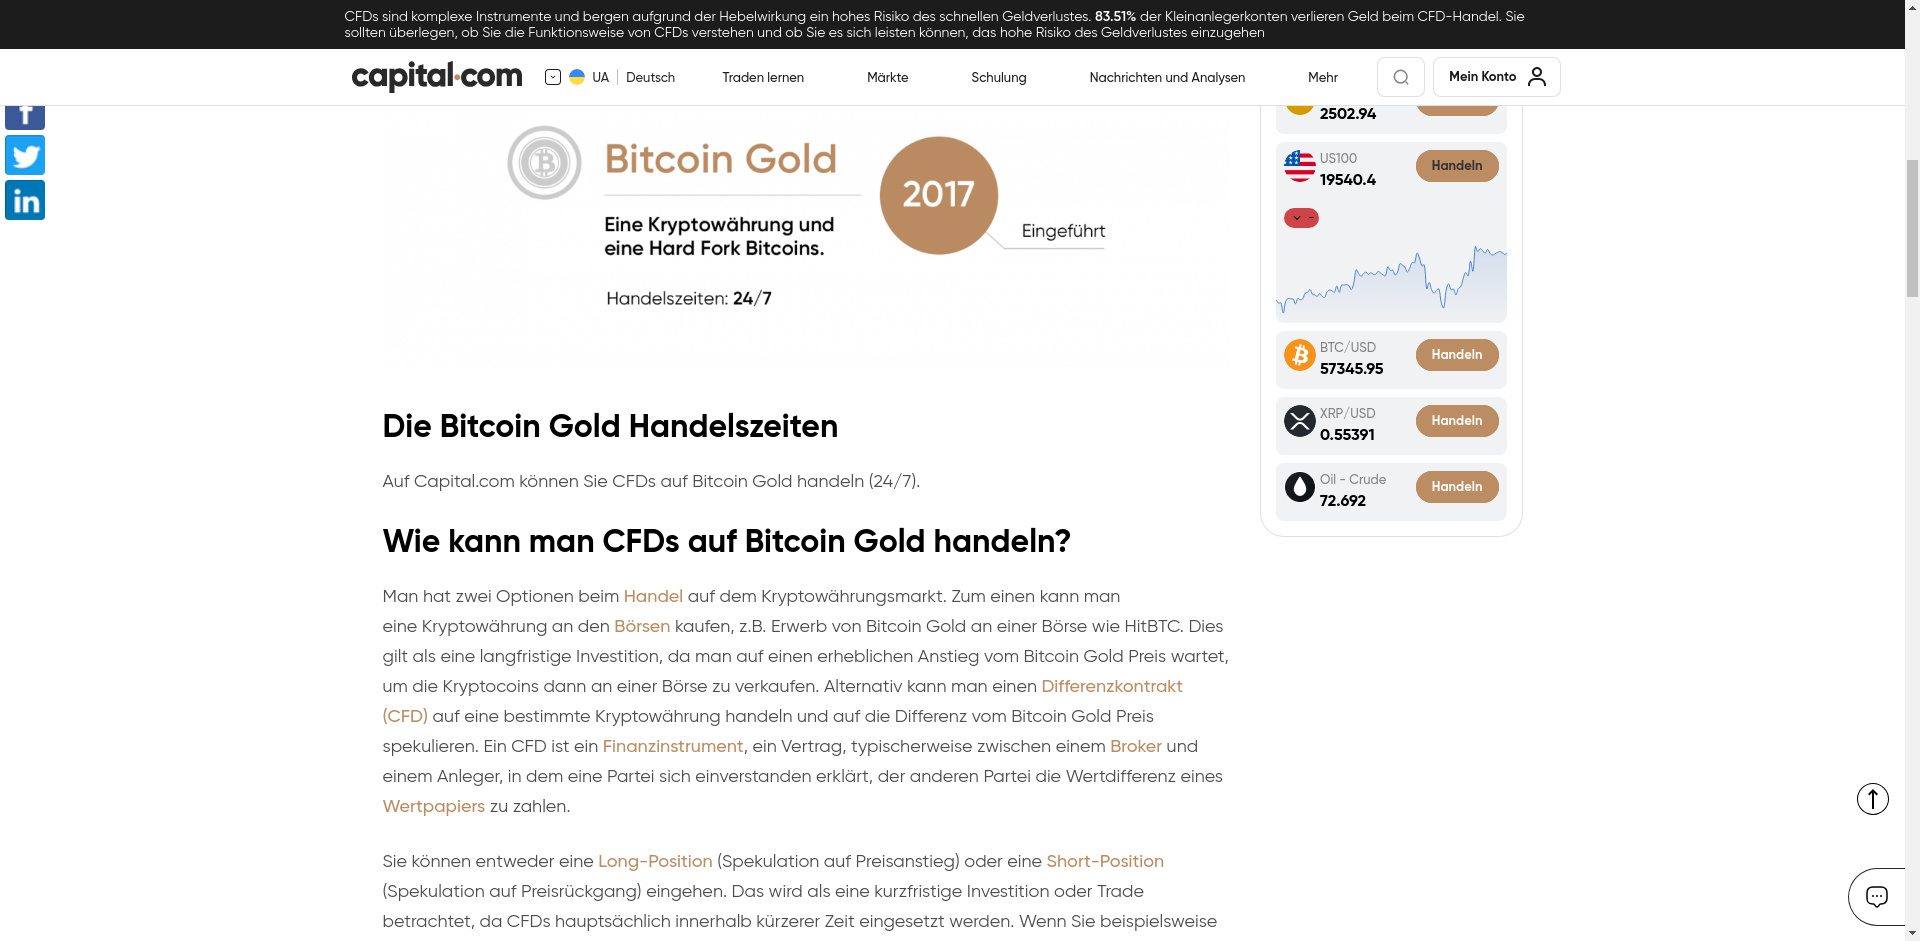 CFDs sind komplexe Instrumente und bergen aufgrund der Hebelwirkung ein hohes Risiko des schnellen Geldverlustes. 83.51% der Kleinanlegerkonten verlieren Geld beim CFD-Handel. Sie
sollten überlegen, ob Sie die Funktionsweise von CFDs verstehen und ob Sie es sich leisten können, das hohe Risiko des Geldverlustes einzugehen
capital.com
UA
Deutsch
Traden lernen
Märkte
Schulung
Nachrichten und Analysen
Mehr
Mein Konto
Bitcoin Gold
Eine Kryptowährung und
eine Hard Fork Bitcoins.
Handelszeiten: 24/7
2017
Eingeführt
Die Bitcoin Gold Handelszeiten
Auf Capital.com können Sie CFDs auf Bitcoin Gold handeln (24/7).
Wie kann man CFDs auf Bitcoin Gold handeln?
Man hat zwei Optionen beim Handel auf dem Kryptowährungsmarkt. Zum einen kann man
eine Kryptowährung an den Börsen kaufen, z.B. Erwerb von Bitcoin Gold an einer Börse wie HitBTC. Dies
gilt als eine langfristige Investition, da man auf einen erheblichen Anstieg vom Bitcoin Gold Preis wartet,
um die Kryptocoins dann an einer Börse zu verkaufen. Alternativ kann man einen Differenzkontrakt
(CFD) auf eine bestimmte Kryptowährung handeln und auf die Differenz vom Bitcoin Gold Preis
spekulieren. Ein CFD ist ein Finanzinstrument, ein Vertrag, typischerweise zwischen einem Broker und
einem Anleger, in dem eine Partei sich einverstanden erklärt, der anderen Partei die Wertdifferenz eines
Wertpapiers zu zahlen.
Sie können entweder eine Long-Position (Spekulation auf Preisanstieg) oder eine Short-Position
(Spekulation auf Preisrückgang) eingehen. Das wird als eine kurzfristige Investition oder Trade
betrachtet, da CFDs hauptsächlich innerhalb kürzerer Zeit eingesetzt werden. Wenn Sie beispielsweise
2502.94
US100
19540.4
Handeln
BTC/USD
57345.95
Handeln
XRP/USD
0.55391
Handeln
Oil - Crude
72.692
Handeln